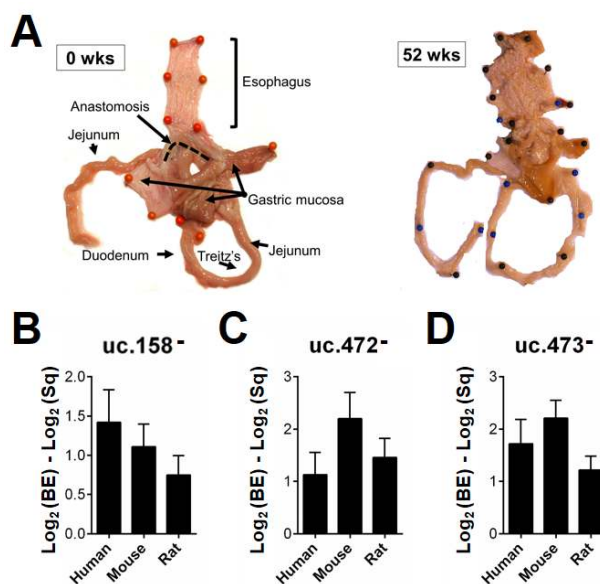 A
0 wks
52 wks
Esophagus
Anastomosis
Jejunum
Gastric mucosa
Duodenum
Treitz's
Jejunum
B
uc.158-
Log2 (BE) - Log2 (Sq)
2.0
1.5
1.0
0.5
0.0
Human
Mouse
Rat
C
uc.472-
Log2 (BE) - Log2 (Sq)
3
2
1
0
Human
Mouse
Rat
D
uc.473-
Log2 (BE) - Log2 (Sq)
3
2
1
0
Human
Mouse
Rat